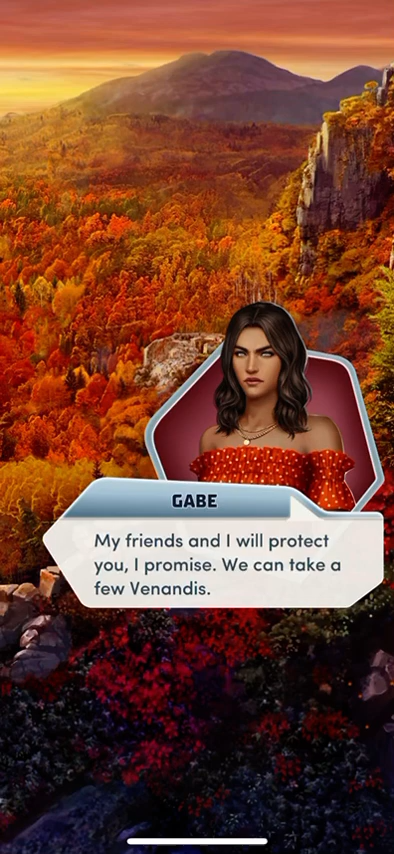 GABE
My friends and I will protect
you, I promise. We can take a
few Venandis.